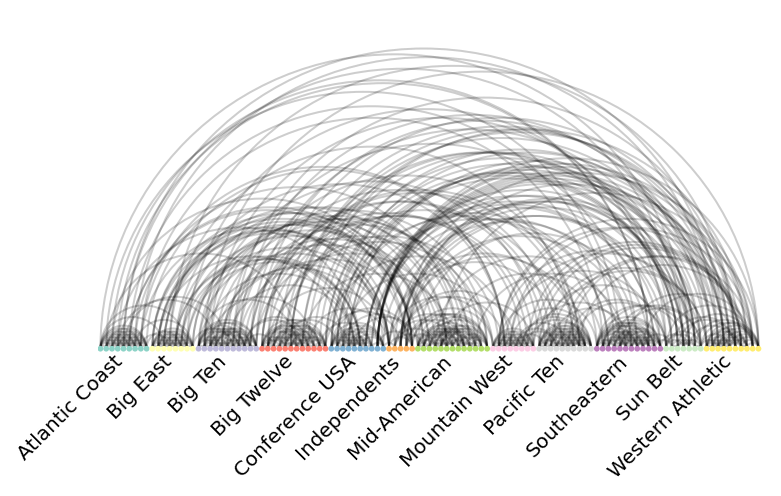 Atlantic Coast
Big East
Big Ten
Big Twelve
Conference USA
Independents
Mid-American
Mountain West
Pacific Ten
Southeastern
Sun Belt
Western Athletic